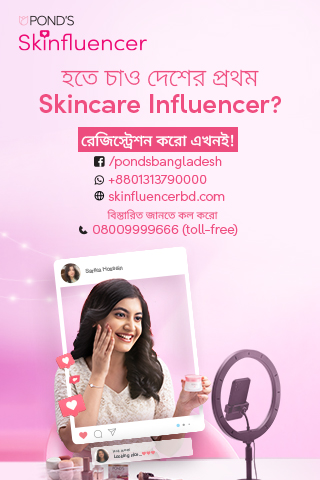 POND'S
Skinfluencer
হতে চাও দেশের প্রথম
Skincare Influencer?
রেজিস্ট্রেশন করো এখনই!
/pondsbangladesh
+8801313790000
skinfluencerbd.com
বিস্তারিত জানতে কল করো
08009999666 (toll-free)